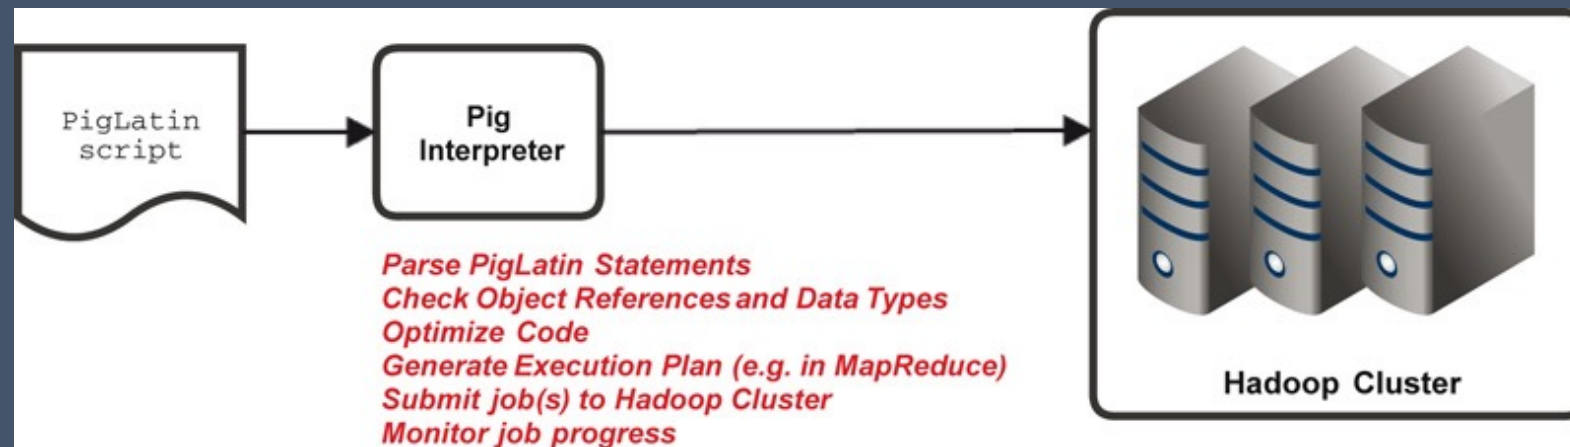 PigLatin
script
Pig
Interpreter
Parse PigLatin Statements
Check Object References and Data Types
Optimize Code
Generate Execution Plan (e.g. in MapReduce)
Submit job(s) to Hadoop Cluster
Monitor job progress
Hadoop Cluster